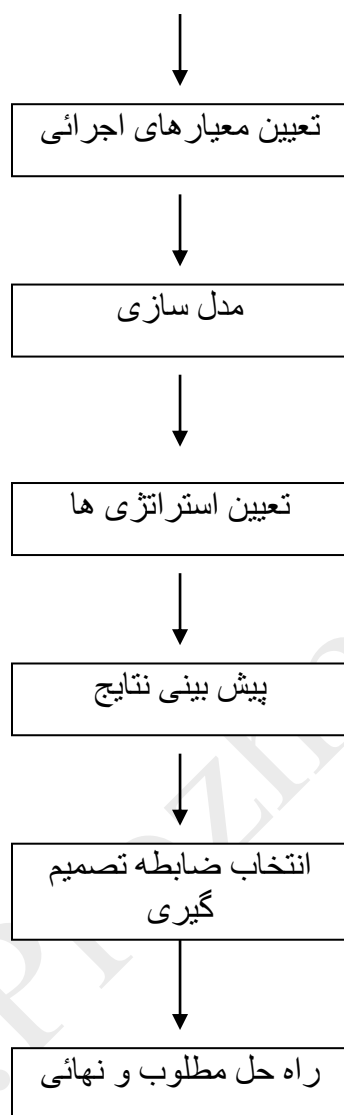 تعیین معیارهای اجرائی
مدل سازی
تعیین استراتژی ها
پیش بینی نتایج
انتخاب ضابطه تصمیم
گیری
راه حل مطلوب و نهائی